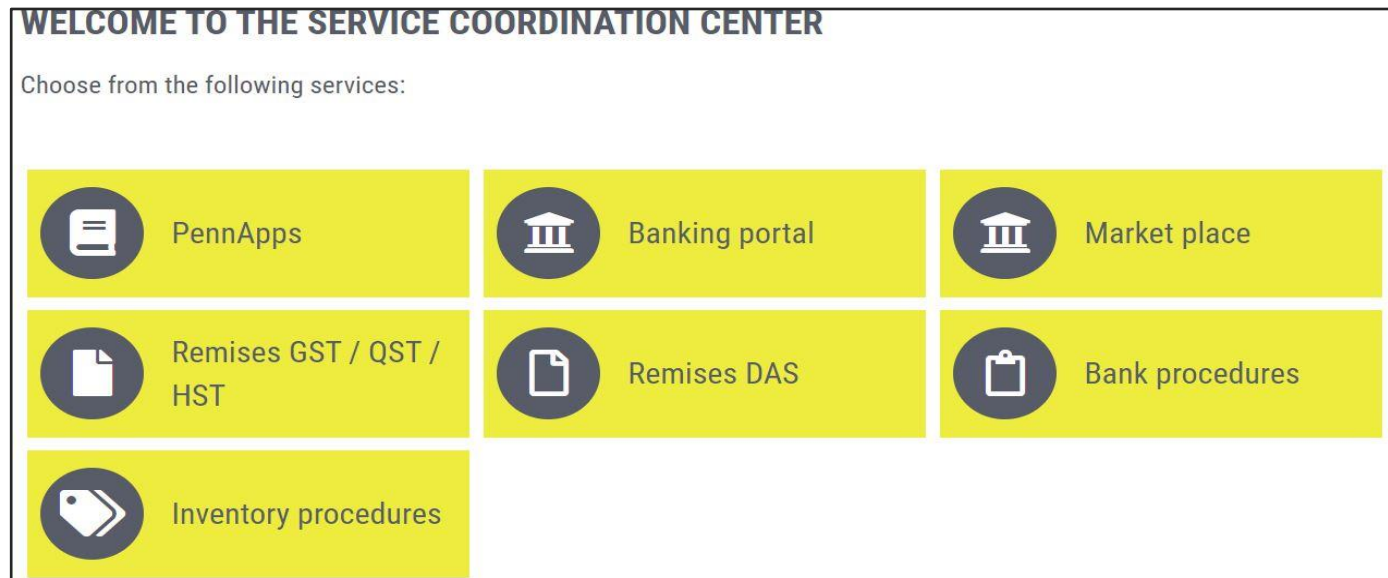 WELCOME TO THE SERVICE COORDINATION CENTER
Choose from the following services:
PennApps
Banking portal
Market place
Remises GST / QST /
HST
Remises DAS
Bank procedures
Inventory procedures